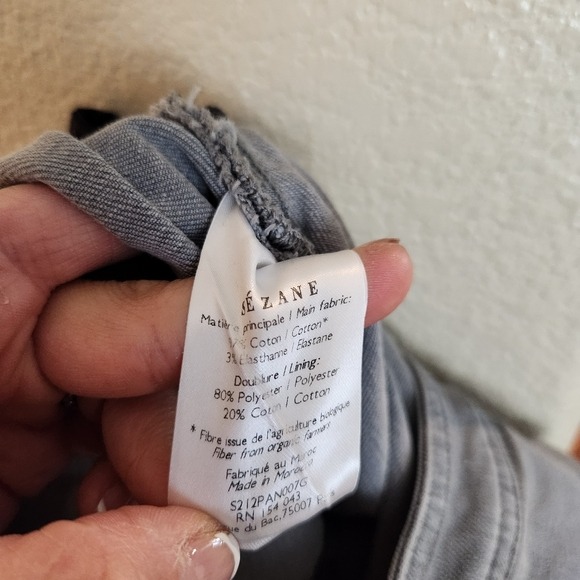 ÉZANE
Matière principale / Main fabric:
% Coton / Cotton*
3% Elasthanne / Elastane
Doublure / Lining:
80% Polyester / Polyester
20% Coton / Cotton
* Fibre issue de l'agriculture biologique
Fiber from organic farmers
Fabriqué au Maroc
Made in Morocco
S212PAN007G
RN 154 043
du Bac, 75007